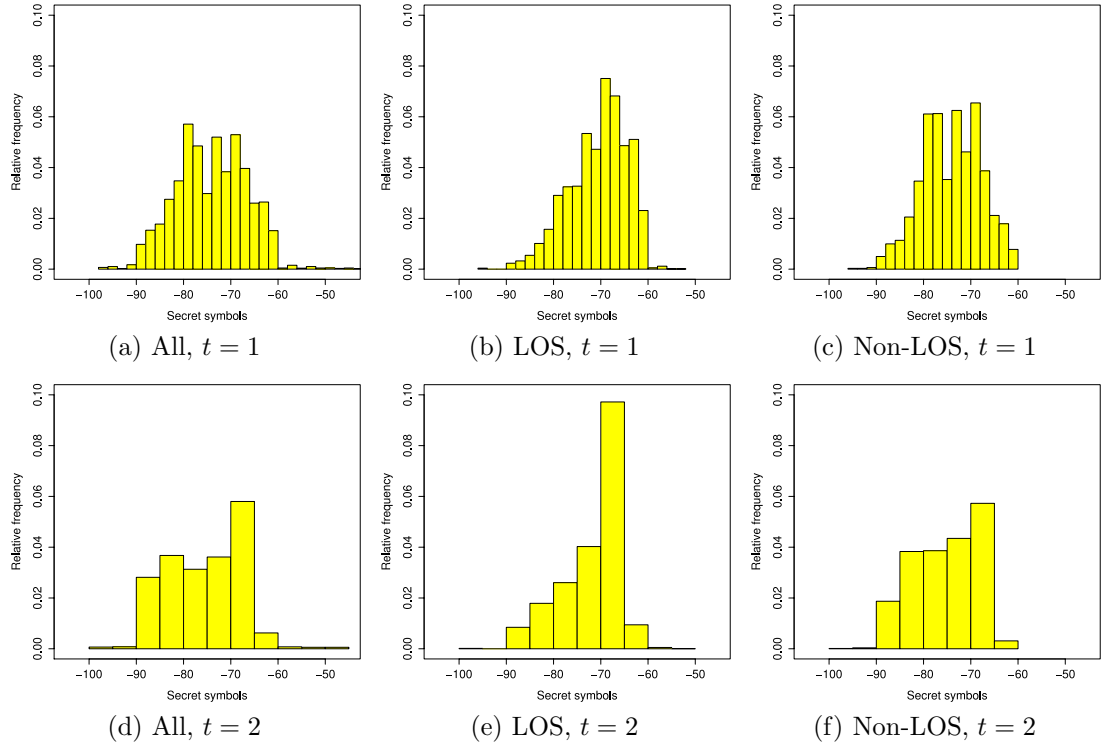 Relative frequency
0.00 0.02 0.04 0.06 0.08 0.10
−100 −90 −80 −70 −60 −50
Secret symbols
(a) All, t = 1
Relative frequency
0.00 0.02 0.04 0.06 0.08 0.10
−100 −90 −80 −70 −60 −50
Secret symbols
(b) LOS, t = 1
Relative frequency
0.00 0.02 0.04 0.06 0.08 0.10
−100 −90 −80 −70 −60 −50
Secret symbols
(c) Non-LOS, t = 1
Relative frequency
0.00 0.02 0.04 0.06 0.08 0.10
−100 −90 −80 −70 −60 −50
Secret symbols
(d) All, t = 2
Relative frequency
0.00 0.02 0.04 0.06 0.08 0.10
−100 −90 −80 −70 −60 −50
Secret symbols
(e) LOS, t = 2
Relative frequency
0.00 0.02 0.04 0.06 0.08 0.10
−100 −90 −80 −70 −60 −50
Secret symbols
(f) Non-LOS, t = 2